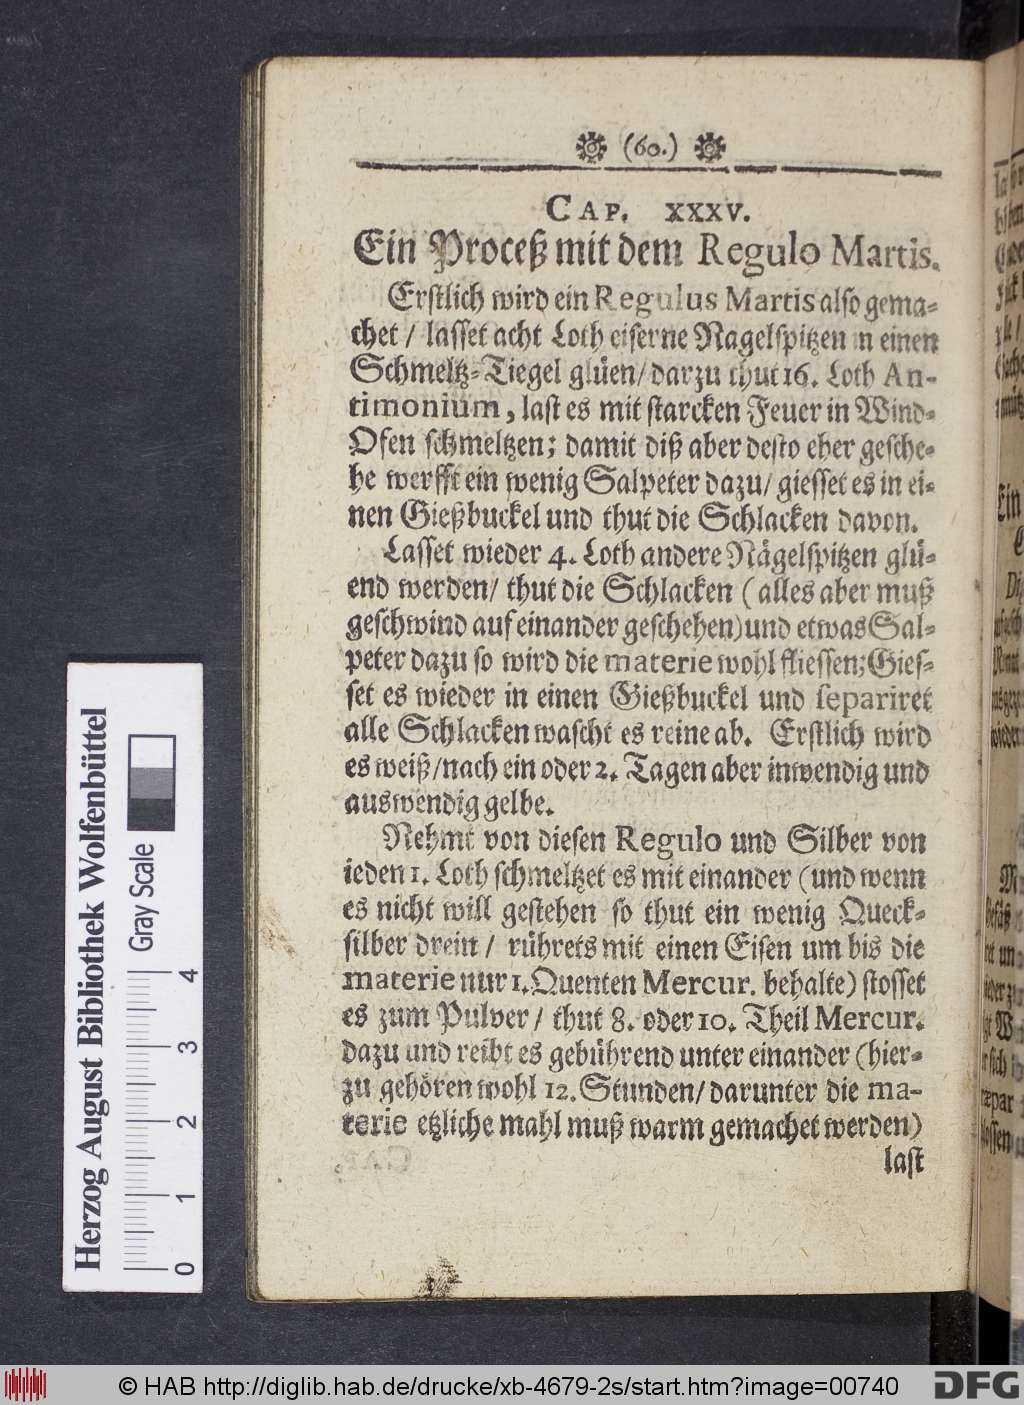 (60.)
CAP. XXXV.
Ein Proceß mit dem Regulo Martis.
Erstlich wird ein Regulus Martis also gema-
chet / lasset acht Loth eiserne Nagelspitzen in einen
Schmeltz-Tiegel glüen/ darzu thut 16. Loth An-
timonium, last es mit starcken Feuer in Wind-
Ofen schmeltzen; damit diß aber desto eher gesche-
he werfft ein wenig Salpeter dazu/ giesset es in ei-
nen Gießbuckel und thut die Schlacken davon.
Lasset wieder 4. Loth andere Nägelspitzen glü-
end werden/ thut die Schlacken (alles aber muß
geschwind auf einander geschehen) und etwas Sal-
peter dazu so wird die materie wohl fliessen; Gies-
set es wieder in einen Gießbuckel und separiret
alle Schlacken wascht es reine ab. Erstlich wird
es weiß/nach ein oder 2. Tagen aber inwendig und
auswendig gelbe.
Nehmt von diesen Regulo und Silber von
ieden 1. Loth schmeltzet es mit einander (und wenn
es nicht will gestehen so thut ein wenig Queck-
silber drein / rührets mit einen Eisen um bis die
materie nur 1. Quenten Mercur. behalte) stosset
es zum Pulver / thut 8. oder 10. Theil Mercur.
dazu und reibt es gebührend unter einander (hier-
zu gehören wohl 12. Stunden/ darunter die ma-
terie etzliche mahl muß warm gemachet werden)
last
Herzog August Bibliothek Wolfenbüttel
Gray Scale
0 1 2 3 4
© HAB http://diglib.hab.de/drucke/xb-4679-2s/start.htm?image=00740
DFG